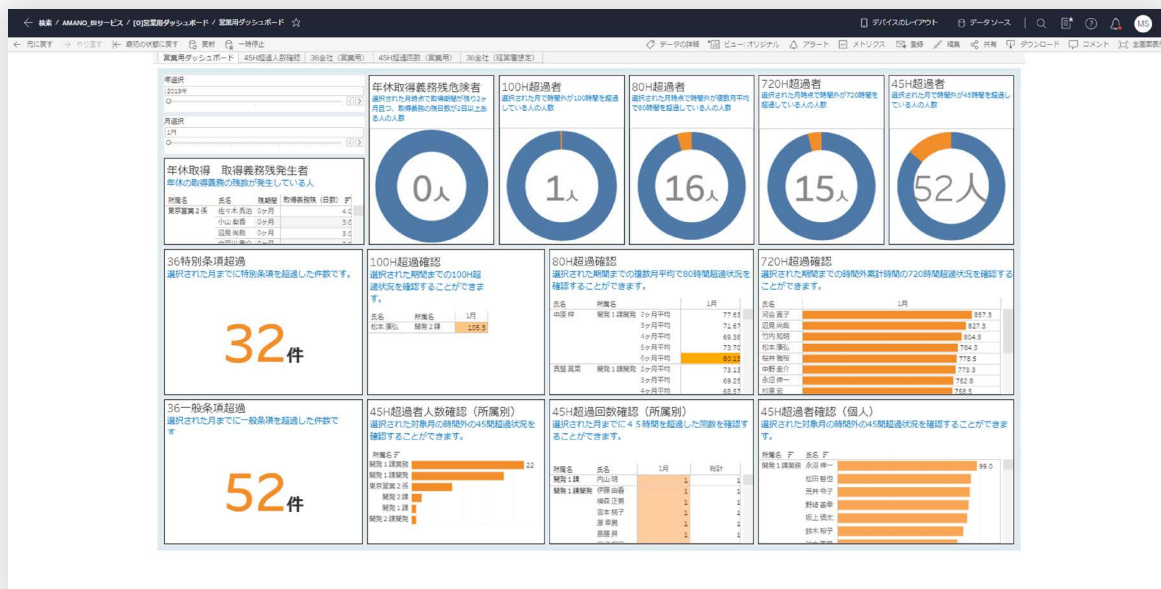 ← 検索 / AMANO_BIサービス / [0]営業用ダッシュボード / 営業用ダッシュボード ☆
デバイスのレイアウト データ ソース MS
← 元に戻す → やり直す |← 最初の状態に戻す 更新 一時停止
データの詳細 ビュー: オリジナル アラート メトリクス 登録 編集 共有 ダウンロード コメント 全画面表示
営業用ダッシュボード 45H超過人数確認 36会社(営業用) 45H超過回数(営業用) 36会社(経営層想定)
年選択
2019年
月選択
1月
年休取得 取得義務残発生者
年休の取得義務の残数が発生している人
所属名 氏名 残期間 取得義務残(日数)
東京営業2係 佐々木 0ヶ月 4.0
小山 梨香 0ヶ月 3.0
辺見 尚哉 0ヶ月 3.0
年休取得義務残危険者
選択された月時点で取得期間が残り2ヶ
月且つ、取得義務の残日数が2日以上あ
る人の人数
0人
100H超過者
選択された月で時間外が100時間を超過
している人の人数
1人
80H超過者
選択された月時点で時間外が複数月平均
で80時間を超過している人の人数
16人
720H超過者
選択された月時点で時間外が720時間を
超過している人の人数
15人
45H超過者
選択された月で時間外が45時間を超過し
ている人の人数
52人
36特別条項超過
選択された月までに特別条項を超過した件数です。
32件
100H超過確認
選択された期間までの100H超
過状況を確認することができま
す。
氏名 所属名 1月
松本 開発2課 105.5
80H超過確認
選択された期間までの複数月平均で80時間超過状況を
確認することができます。
氏名 所属名 1月
中原 梓 開発1課開発 2ヶ月平均 77.63
3ヶ月平均 71.67
4ヶ月平均 69.38
5ヶ月平均 73.70
6ヶ月平均 80.13
高菜 開発1課開発 2ヶ月平均 73.13
3ヶ月平均 69.25
4ヶ月平均 68.57
720H超過確認
選択された期間までの時間外累計時間の720時間超過状況を確認する
ことができます。
氏名 1月
河合 寛子 857.3
辺見 尚哉 827.3
竹内 知明 804.5
松本 784.3
桜井 雅裕 778.5
中野 圭介 773.3
永沼 伸一 762.8
杉原 宏 758.5
36一般条項超過
選択された月までに一般条項を超過した件数で
す
52件
45H超過者人数確認(所属別)
選択された対象月の時間外の45間超過状況を
確認することができます。
所属名
開発1課業務 22
開発1課開発
東京営業2係
開発2課
開発1課
開発2課開発
45H超過回数確認(所属別)
選択された月までに45時間を超過した回数を確認す
ることができます。
所属名 氏名 1月 総計
開発1課 内山 明 1 1
開発1課開発 伊藤 由香 1 1
横森 正男 1 1
宮本 桃子 1 1
原 幸男 1 1
斎藤 昇 1 1
45H超過者確認(個人)
選択された対象月の時間外の45間超過状況を確認することができま
す。
所属名 氏名
開発1課業務 永沼 伸一 99.0
松田 哲也
荒井 令子
野崎 善幸
坂上 慎太
鈴木 裕子